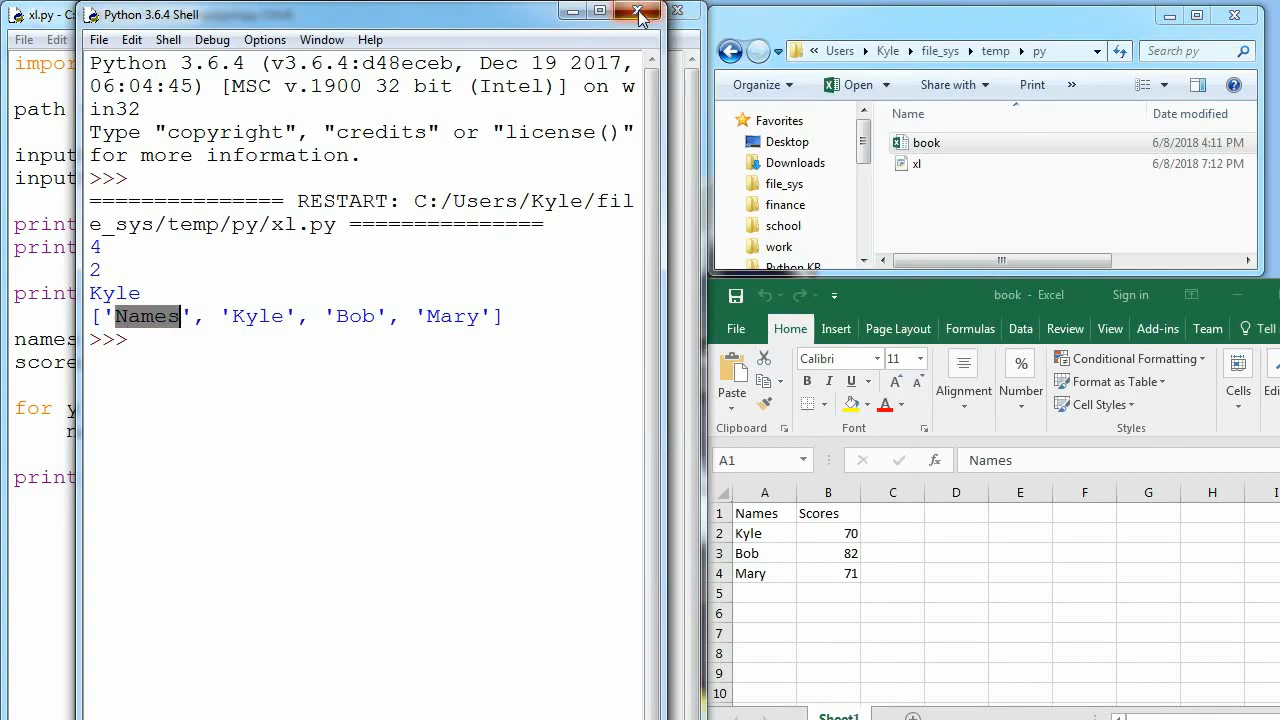 xl.py - C
File Edit
impor
path
input
input
print
print
print
names
score
for y
n
print
Python 3.6.4 Shell
File Edit Shell Debug Options Window Help
Python 3.6.4 (v3.6.4:d48eceb, Dec 19 2017,
06:04:45) [MSC v.1900 32 bit (Intel)] on w
in32
Type "copyright", "credits" or "license()"
for more information.
>>>
=============== RESTART: C:/Users/Kyle/fil
e_sys/temp/py/xl.py ===============
4
2
Kyle
['Names', 'Kyle', 'Bob', 'Mary']
>>>
« Users Kyle file_sys temp py Search py
Organize Open Share with Print »
Name Date modified
Favorites
Desktop
Downloads
file_sys
finance
school
work
Python KB
book 6/8/2018 4:11 PM
xl 6/8/2018 7:12 PM
book - Excel Sign in
File Home Insert Page Layout Formulas Data Review View Add-ins Team Tell
Paste
Clipboard
Calibri 11
B I U A A
A
Font
Alignment
%
Number
Conditional Formatting
Format as Table
Cell Styles
Styles
Cells
Edi
A1 fx Names
A B C D E F G H I
1 Names Scores
2 Kyle 70
3 Bob 82
4 Mary 71
5
6
7
8
9
10
Sheet1